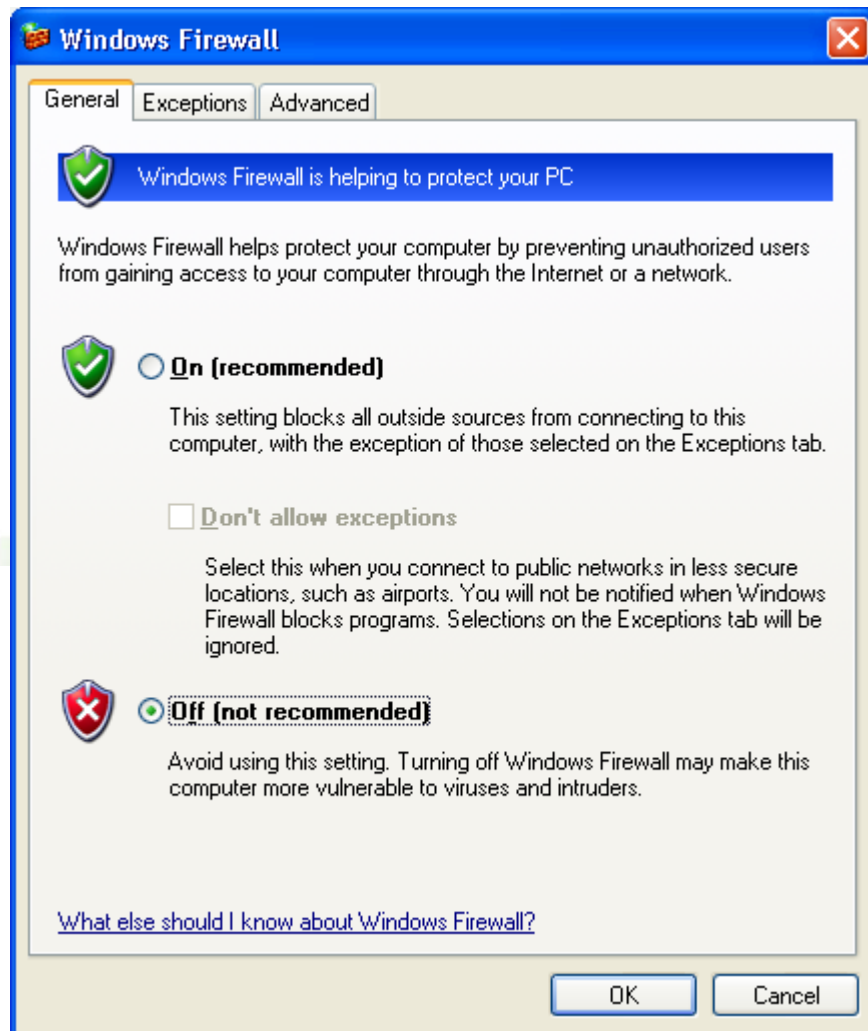 Windows Firewall
General
Exceptions
Advanced
Windows Firewall is helping to protect your PC
Windows Firewall helps protect your computer by preventing unauthorized users
from gaining access to your computer through the Internet or a network.
On (recommended)
This setting blocks all outside sources from connecting to this
computer, with the exception of those selected on the Exceptions tab.
Don't allow exceptions
Select this when you connect to public networks in less secure
locations, such as airports. You will not be notified when Windows
Firewall blocks programs. Selections on the Exceptions tab will be
ignored.
Off (not recommended)
Avoid using this setting. Turning off Windows Firewall may make this
computer more vulnerable to viruses and intruders.
What else should I know about Windows Firewall?
OK
Cancel